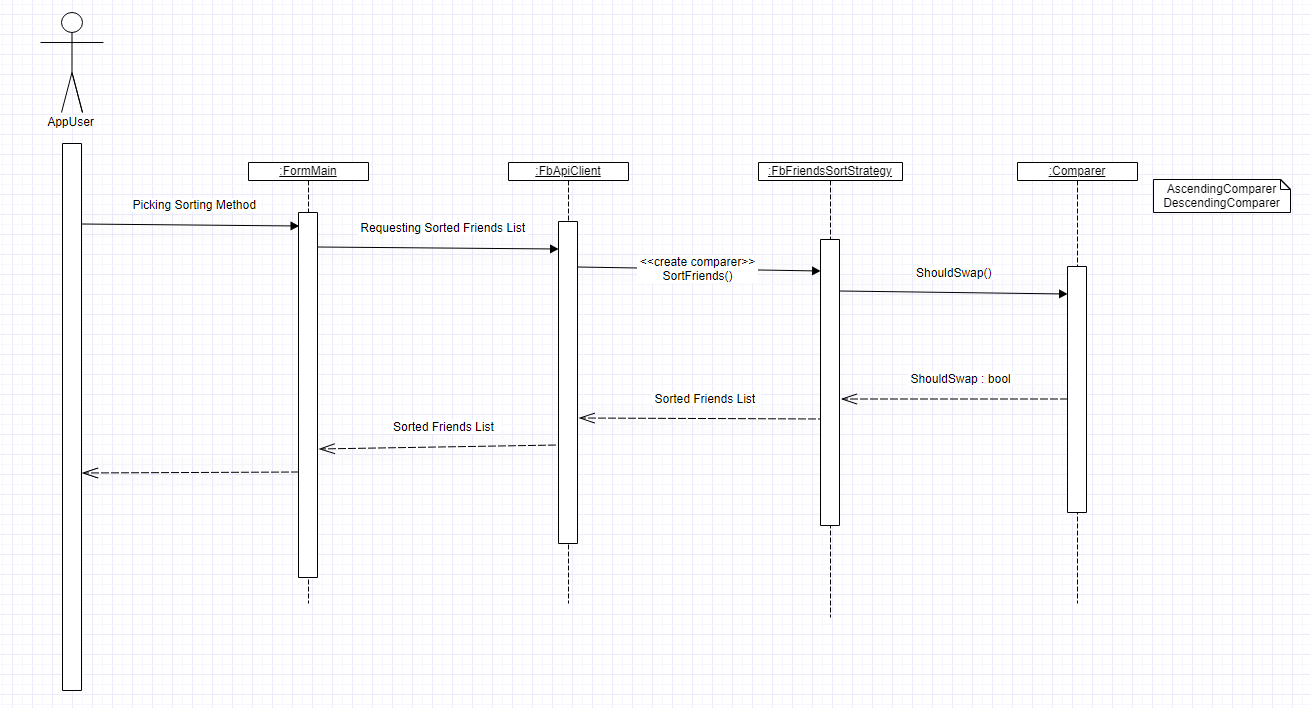 AppUser
:FormMain
:FbApiClient
:FbFriendsSortStrategy
:Comparer
AscendingComparer
DescendingComparer
Picking Sorting Method
Requesting Sorted Friends List
<<create comparer>>
SortFriends()
ShouldSwap()
ShouldSwap : bool
Sorted Friends List
Sorted Friends List